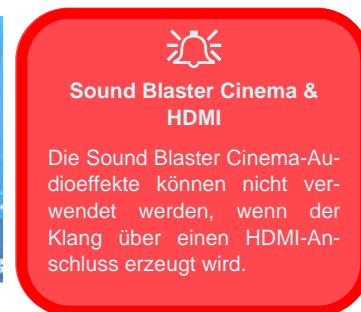 Sound Blaster Cinema &
HDMI
Die Sound Blaster Cinema-Au-
dioeffekte können nicht ver-
wendet werden, wenn der
Klang über einen HDMI-An-
schluss erzeugt wird.